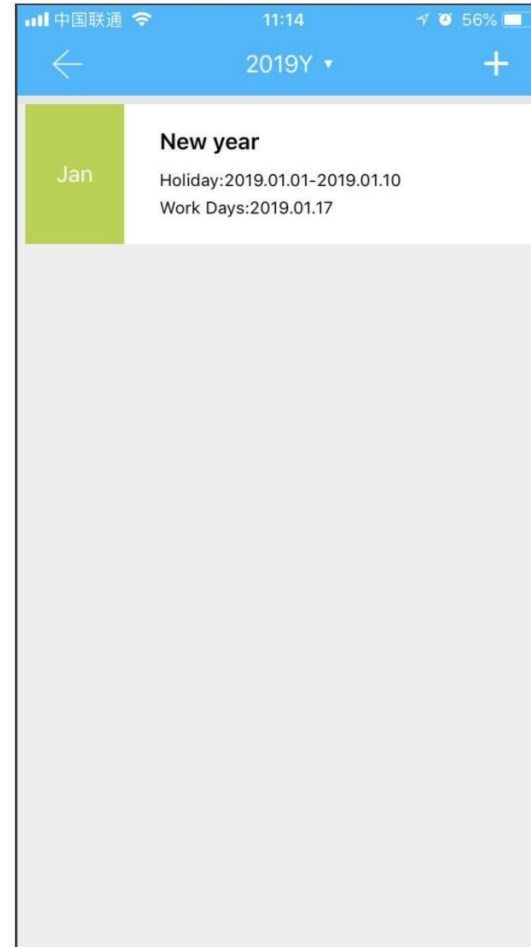 中国联通 11:14 56%
2019Y
Jan
New year
Holiday:2019.01.01-2019.01.10
Work Days:2019.01.17